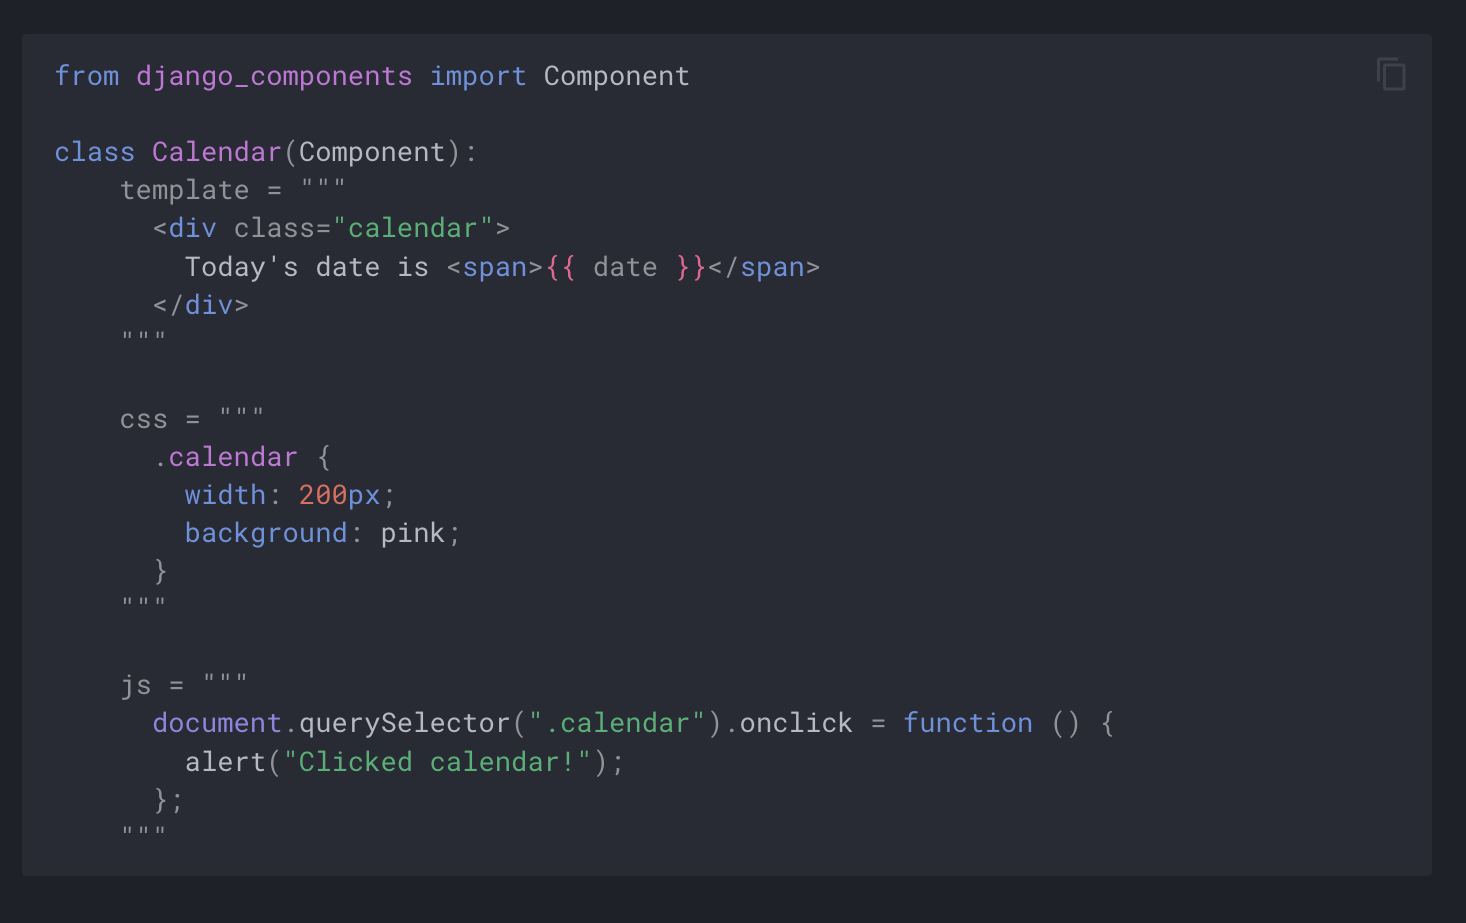 from django_components import Component

class Calendar(Component):
    template = """
      <div class="calendar">
        Today's date is <span>{{ date }}</span>
      </div>
    """

    css = """
      .calendar {
        width: 200px;
        background: pink;
      }
    """

    js = """
      document.querySelector(".calendar").onclick = function () {
        alert("Clicked calendar!");
      };
    """